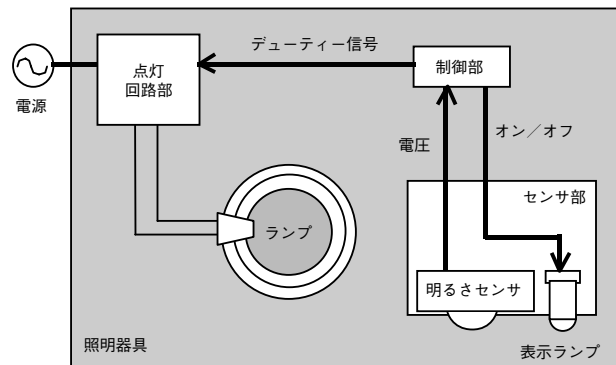 デューティー信号
点灯
回路部
制御部
電源
電圧
オン／オフ
センサ部
ランプ
明るさセンサ
照明器具
表示ランプ